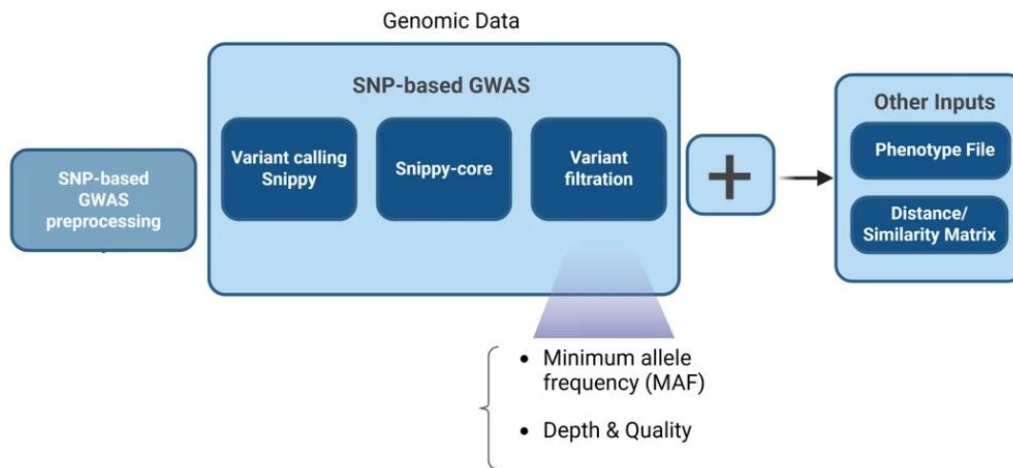 Genomic Data
SNP-based GWAS
Other Inputs
Variant calling
Snippy
Snippy-core
Variant
filtration
+
Phenotype File
SNP-based
GWAS
preprocessing
Distance/
Similarity Matrix
• Minimum allele
frequency (MAF)
• Depth & Quality